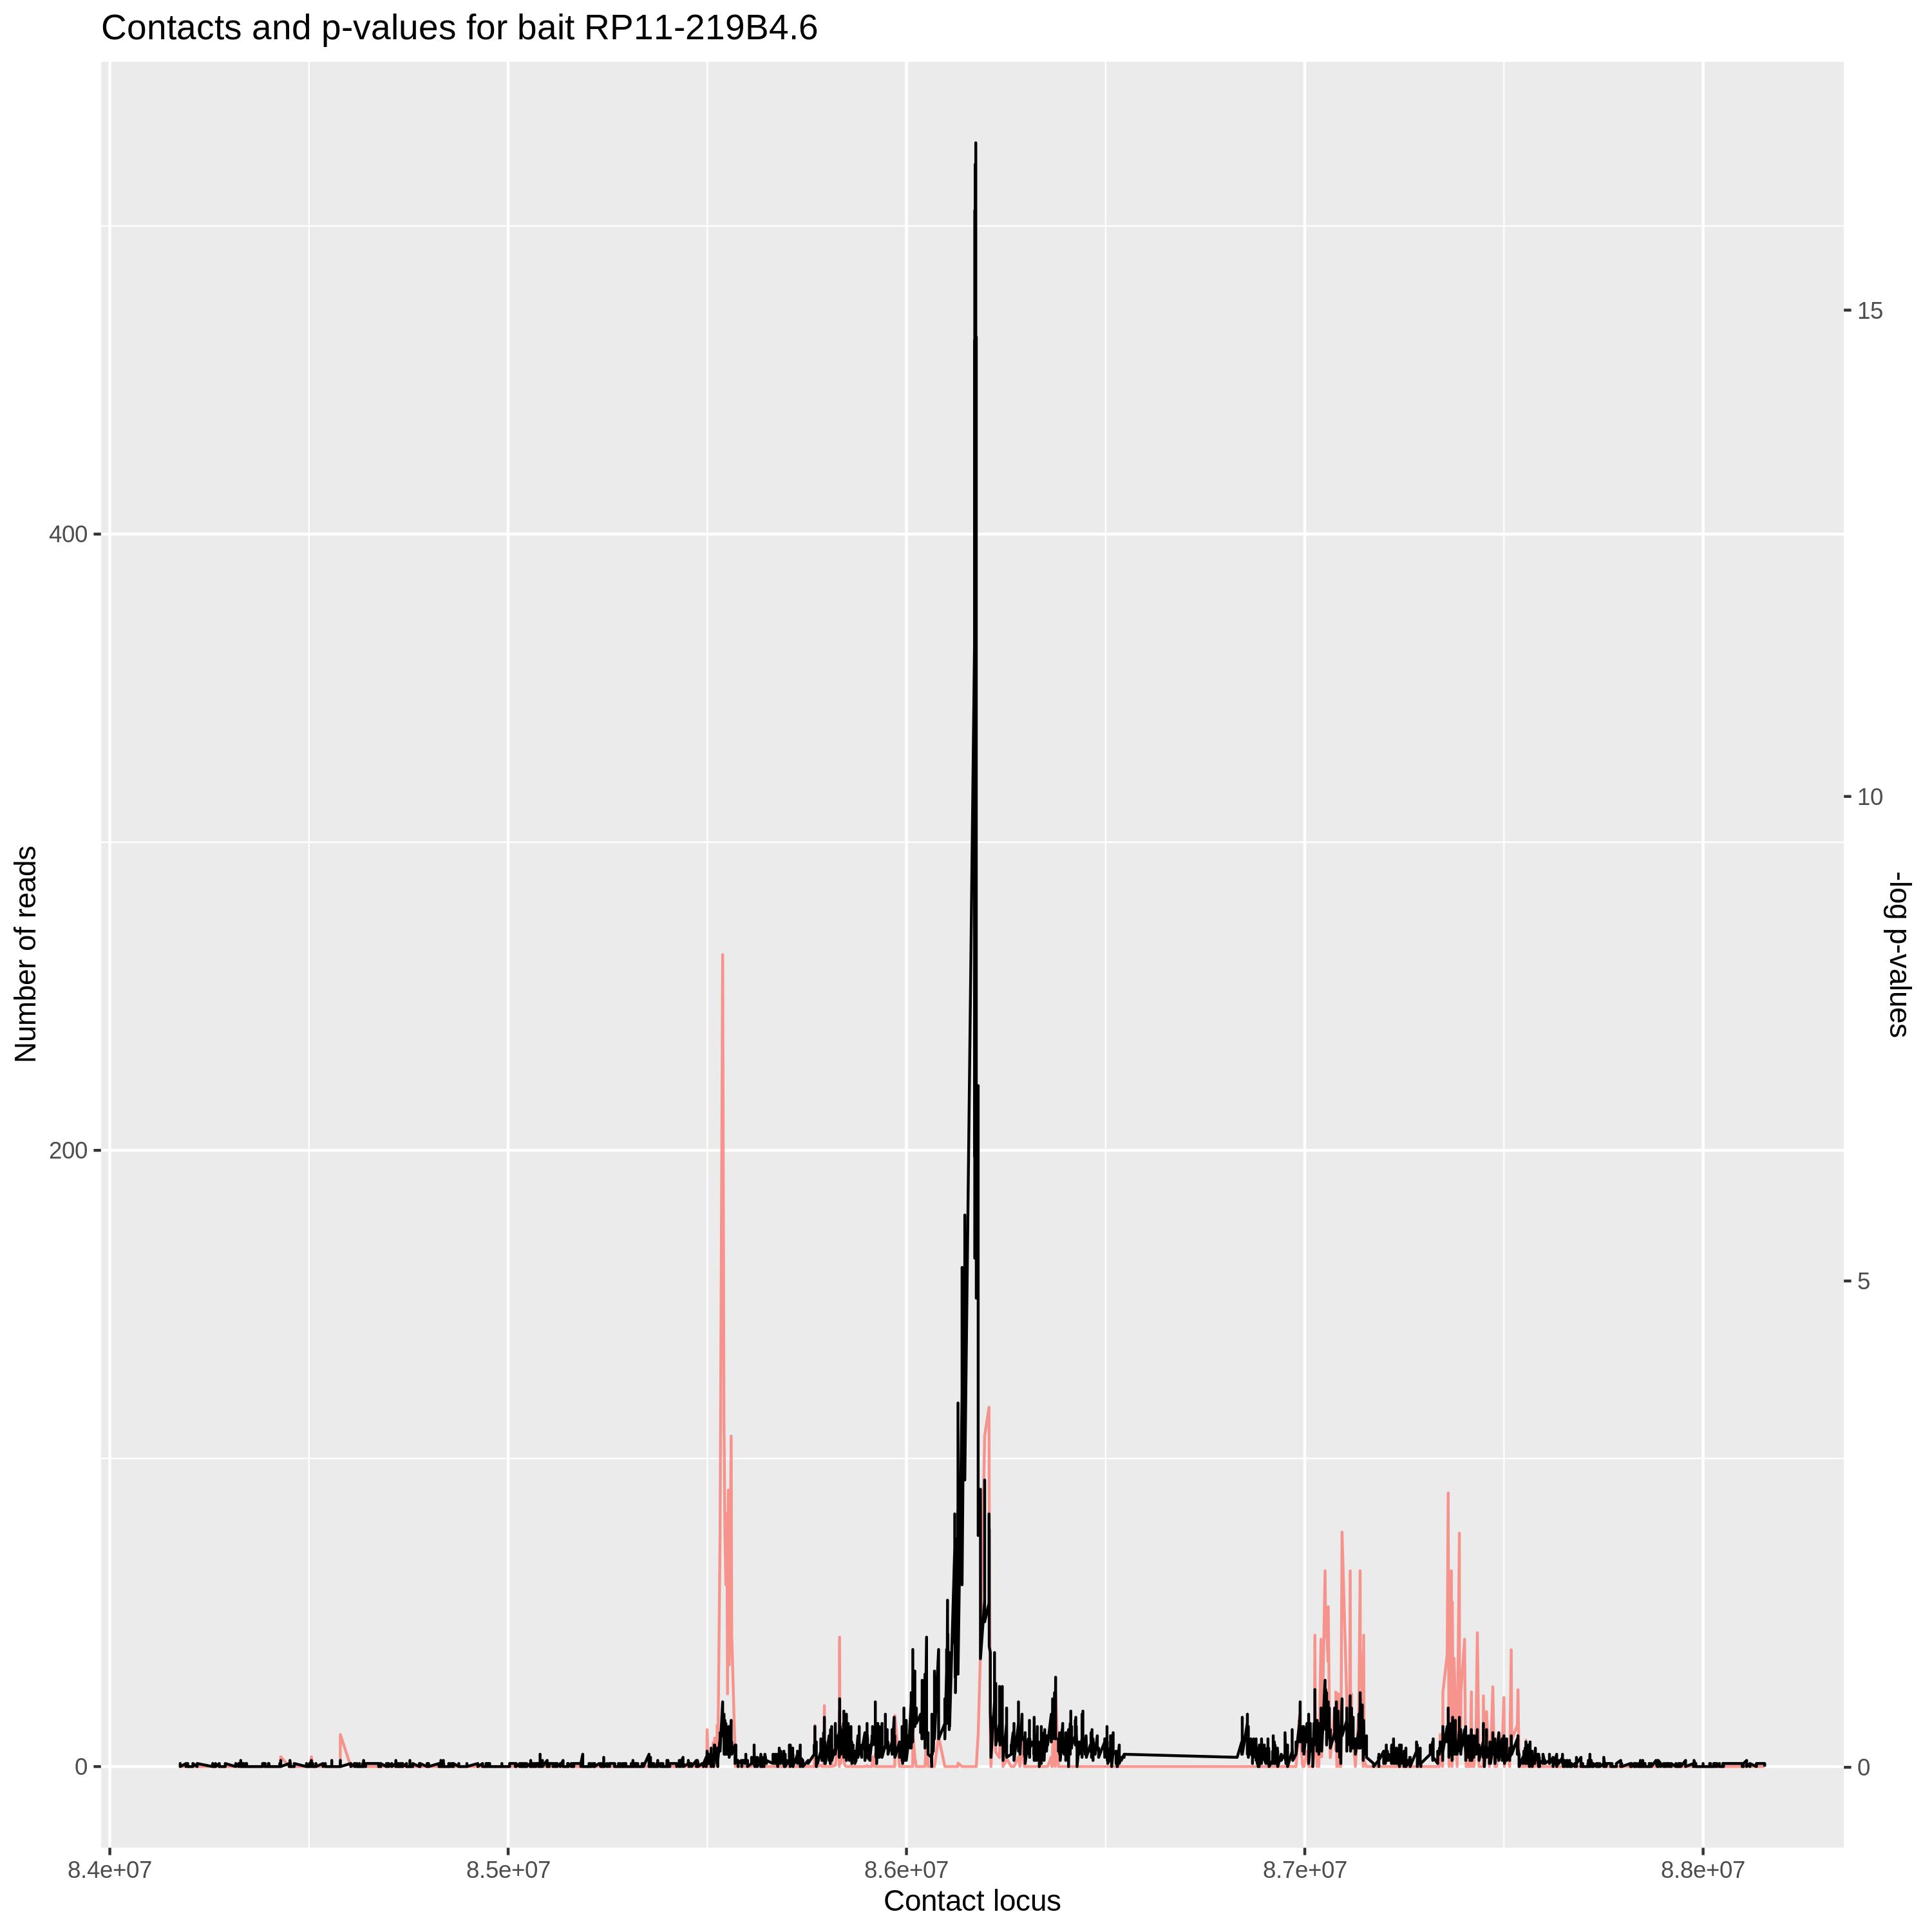 Contacts and p-values for bait RP11-219B4.6
Number of reads
400
200
0
15
10
5
0
-log p-values
8.4e+07
8.5e+07
8.6e+07
8.7e+07
8.8e+07
Contact locus